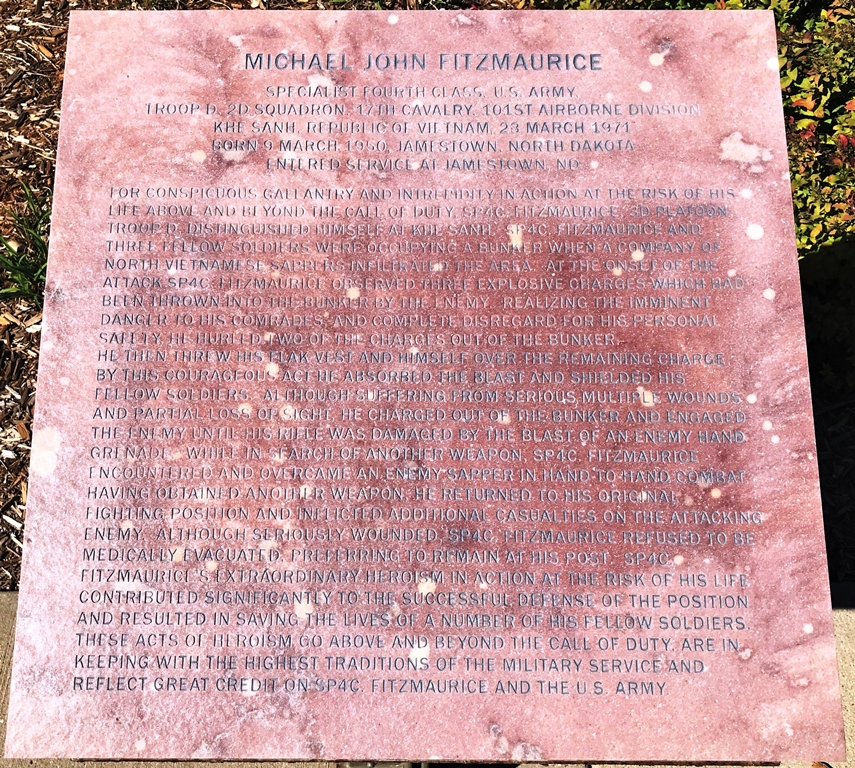 MICHAEL JOHN FITZMAURICE
SPECIALIST FOURTH CLASS, U.S. ARMY,
TROOP D, 2D SQUADRON, 17TH CAVALRY, 101ST AIRBORNE DIVISION
KHE SANH, REPUBLIC OF VIETNAM, 23 MARCH 1971
BORN 9 MARCH 1950, JAMESTOWN, NORTH DAKOTA
ENTERED SERVICE AT JAMESTOWN, ND
FOR CONSPICUOUS GALLANTRY AND INTREPIDITY IN ACTION AT THE RISK OF HIS
LIFE ABOVE AND BEYOND THE CALL OF DUTY, SP4C. FITZMAURICE, 3D PLATOON
TROOP D, DISTINGUISHED HIMSELF AT KHE SANH. SP4C. FITZMAURICE AND
THREE FELLOW SOLDIERS WERE OCCUPYING A BUNKER WHEN A COMPANY OF
NORTH VIETNAMESE SAPPERS INFILTRATED THE AREA. AT THE ONSET OF THE
ATTACK SP4C. FITZMAURICE OBSERVED THREE EXPLOSIVE CHARGES WHICH HAD
BEEN THROWN INTO THE BUNKER BY THE ENEMY. REALIZING THE IMMINENT
DANGER TO HIS COMRADES, AND COMPLETE DISREGARD FOR HIS PERSONAL
SAFETY, HE HURLED TWO OF THE CHARGES OUT OF THE BUNKER.
HE THEN THREW HIS FLAK VEST AND HIMSELF OVER THE REMAINING CHARGE.
BY THIS COURAGEOUS ACT HE ABSORBED THE BLAST AND SHIELDED HIS
FELLOW SOLDIERS. ALTHOUGH SUFFERING FROM SERIOUS MULTIPLE WOUNDS
AND PARTIAL LOSS OF SIGHT, HE CHARGED OUT OF THE BUNKER AND ENGAGED
THE ENEMY UNTIL HIS RIFLE WAS DAMAGED BY THE BLAST OF AN ENEMY HAND
GRENADE. WHILE IN SEARCH OF ANOTHER WEAPON, SP4C. FITZMAURICE
ENCOUNTERED AND OVERCAME AN ENEMY SAPPER IN HAND-TO-HAND COMBAT.
HAVING OBTAINED ANOTHER WEAPON, HE RETURNED TO HIS ORIGINAL
FIGHTING POSITION AND INFLICTED ADDITIONAL CASUALTIES ON THE ATTACKING
ENEMY. ALTHOUGH SERIOUSLY WOUNDED, SP4C. FITZMAURICE REFUSED TO BE
MEDICALLY EVACUATED, PREFERRING TO REMAIN AT HIS POST. SP4C.
FITZMAURICE'S EXTRAORDINARY HEROISM IN ACTION AT THE RISK OF HIS LIFE
CONTRIBUTED SIGNIFICANTLY TO THE SUCCESSFUL DEFENSE OF THE POSITION
AND RESULTED IN SAVING THE LIVES OF A NUMBER OF HIS FELLOW SOLDIERS.
THESE ACTS OF HEROISM GO ABOVE AND BEYOND THE CALL OF DUTY, ARE IN
KEEPING WITH THE HIGHEST TRADITIONS OF THE MILITARY SERVICE AND
REFLECT GREAT CREDIT ON SP4C. FITZMAURICE AND THE U.S. ARMY.